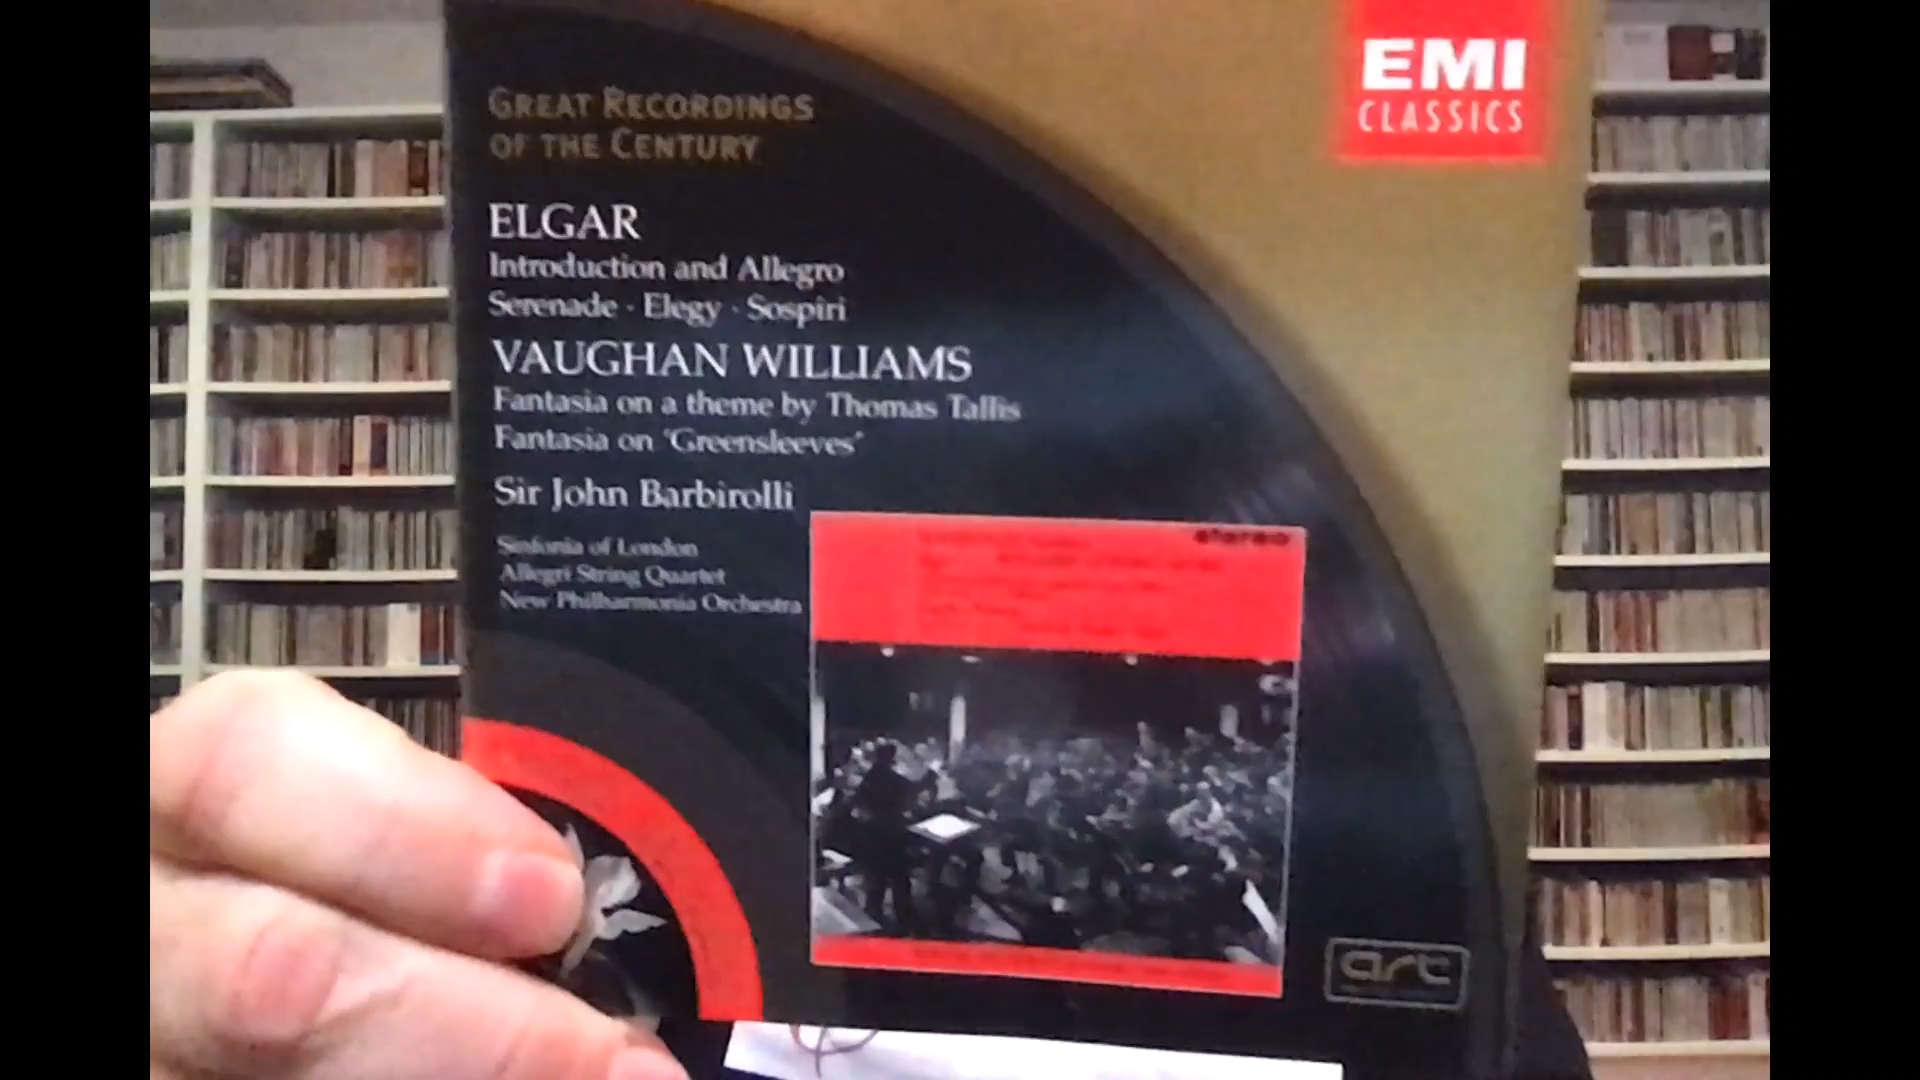 GREAT RECORDINGS
OF THE CENTURY
EMI
CLASSICS
ELGAR
Introduction and Allegro
Serenade · Elegy · Sospiri
VAUGHAN WILLIAMS
Fantasia on a theme by Thomas Tallis
Fantasia on 'Greensleeves'
Sir John Barbirolli
Sinfonia of London
Allegri String Quartet
New Philharmonia Orchestra
stereo
art